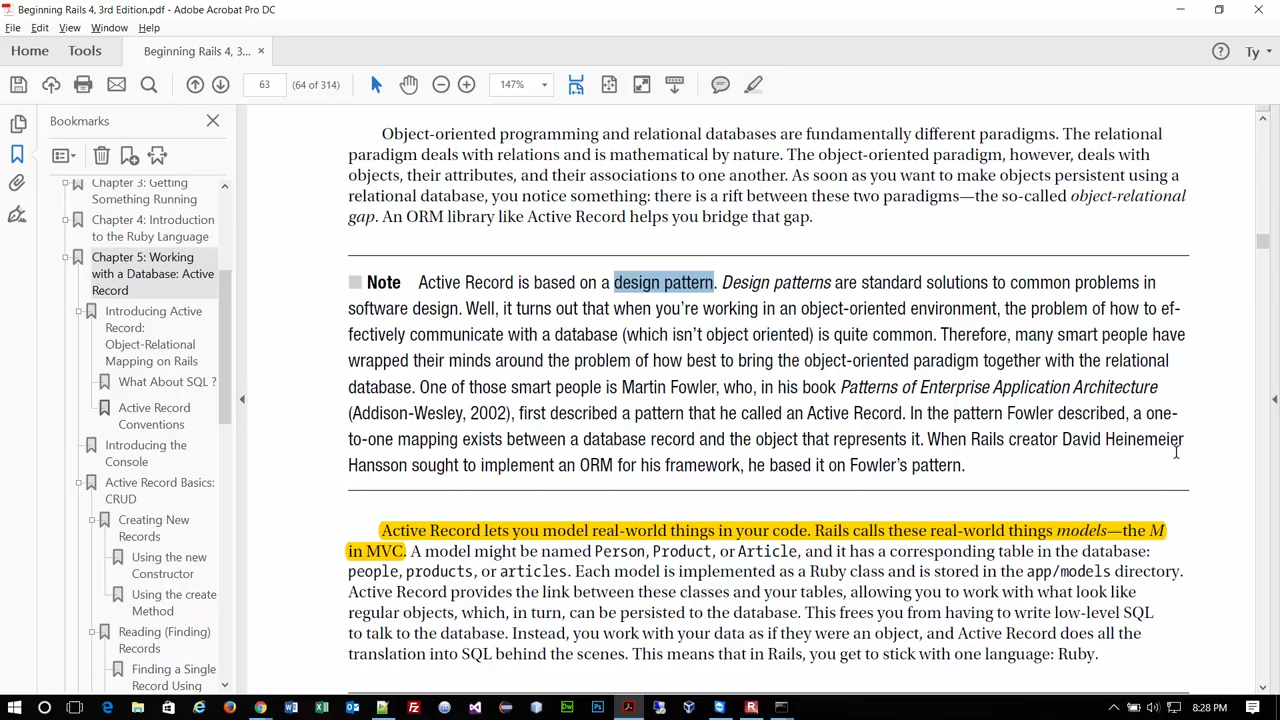 Beginning Rails 4, 3rd Edition.pdf - Adobe Acrobat Pro DC
File Edit View Window Help
Home Tools Beginning Rails 4, 3... × Ty
63 (64 of 314) 147%
Bookmarks
Chapter 3: Getting
Something Running
Chapter 4: Introduction
to the Ruby Language
Chapter 5: Working
with a Database: Active
Record
Introducing Active
Record:
Object-Relational
Mapping on Rails
What About SQL ?
Active Record
Conventions
Introducing the
Console
Active Record Basics:
CRUD
Creating New
Records
Using the new
Constructor
Using the create
Method
Reading (Finding)
Records
Finding a Single
Record Using
Object-oriented programming and relational databases are fundamentally different paradigms. The relational
paradigm deals with relations and is mathematical by nature. The object-oriented paradigm, however, deals with
objects, their attributes, and their associations to one another. As soon as you want to make objects persistent using a
relational database, you notice something: there is a rift between these two paradigms—the so-called object-relational
gap. An ORM library like Active Record helps you bridge that gap.
Note Active Record is based on a design pattern. Design patterns are standard solutions to common problems in
software design. Well, it turns out that when you’re working in an object-oriented environment, the problem of how to ef-
fectively communicate with a database (which isn’t object oriented) is quite common. Therefore, many smart people have
wrapped their minds around the problem of how best to bring the object-oriented paradigm together with the relational
database. One of those smart people is Martin Fowler, who, in his book Patterns of Enterprise Application Architecture
(Addison-Wesley, 2002), first described a pattern that he called an Active Record. In the pattern Fowler described, a one-
to-one mapping exists between a database record and the object that represents it. When Rails creator David Heinemeier
Hansson sought to implement an ORM for his framework, he based it on Fowler’s pattern.
Active Record lets you model real-world things in your code. Rails calls these real-world things models—the M
in MVC. A model might be named Person, Product, or Article, and it has a corresponding table in the database:
people, products, or articles. Each model is implemented as a Ruby class and is stored in the app/models directory.
Active Record provides the link between these classes and your tables, allowing you to work with what look like
regular objects, which, in turn, can be persisted to the database. This frees you from having to write low-level SQL
to talk to the database. Instead, you work with your data as if they were an object, and Active Record does all the
translation into SQL behind the scenes. This means that in Rails, you get to stick with one language: Ruby.
8:28 PM